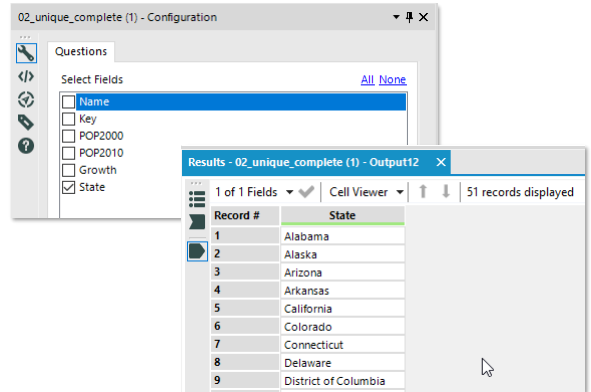 02_unique_complete (1) - Configuration
Questions
Select Fields All None
Name
Key
POP2000
POP2010
Growth
State
Results - 02_unique_complete (1) - Output12 X
1 of 1 Fields Cell Viewer 51 records displayed
Record # State
1 Alabama
2 Alaska
3 Arizona
4 Arkansas
5 California
6 Colorado
7 Connecticut
8 Delaware
9 District of Columbia